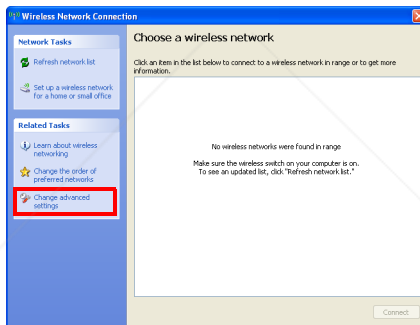 Wireless Network Connection
Network Tasks
Refresh network list
Set up a wireless network
for a home or small office
Related Tasks
Learn about wireless
networking
Change the order of
preferred networks
Change advanced
settings
Choose a wireless network
Click an item in the list below to connect to a wireless network in range or to get more
information.
No wireless networks were found in range
Make sure the wireless switch on your computer is on.
To see an updated list, click "Refresh network list."
Connect